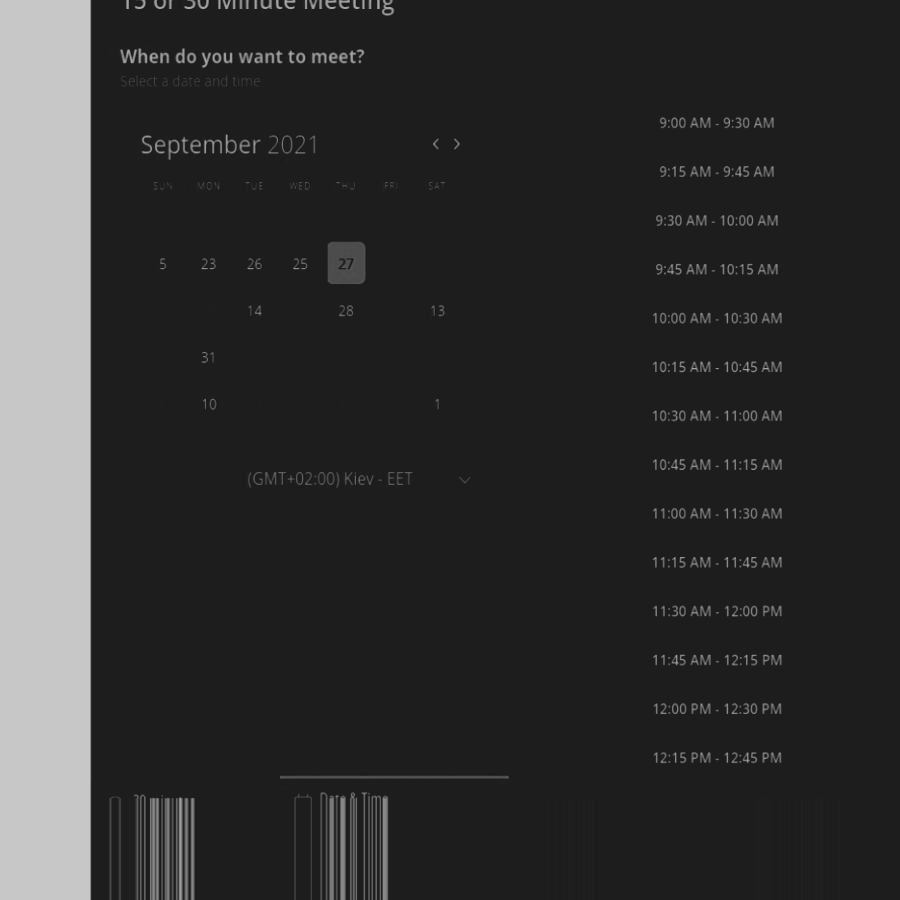 15 or 30 Minute Meeting
When do you want to meet?
Select a date and time
September 2021
SUN MON TUE WED THU FRI SAT
5 23 26 25 27
14 28 13
31
10 1
(GMT+02:00) Kiev - EET
9:00 AM - 9:30 AM
9:15 AM - 9:45 AM
9:30 AM - 10:00 AM
9:45 AM - 10:15 AM
10:00 AM - 10:30 AM
10:15 AM - 10:45 AM
10:30 AM - 11:00 AM
10:45 AM - 11:15 AM
11:00 AM - 11:30 AM
11:15 AM - 11:45 AM
11:30 AM - 12:00 PM
11:45 AM - 12:15 PM
12:00 PM - 12:30 PM
12:15 PM - 12:45 PM
Date & Time